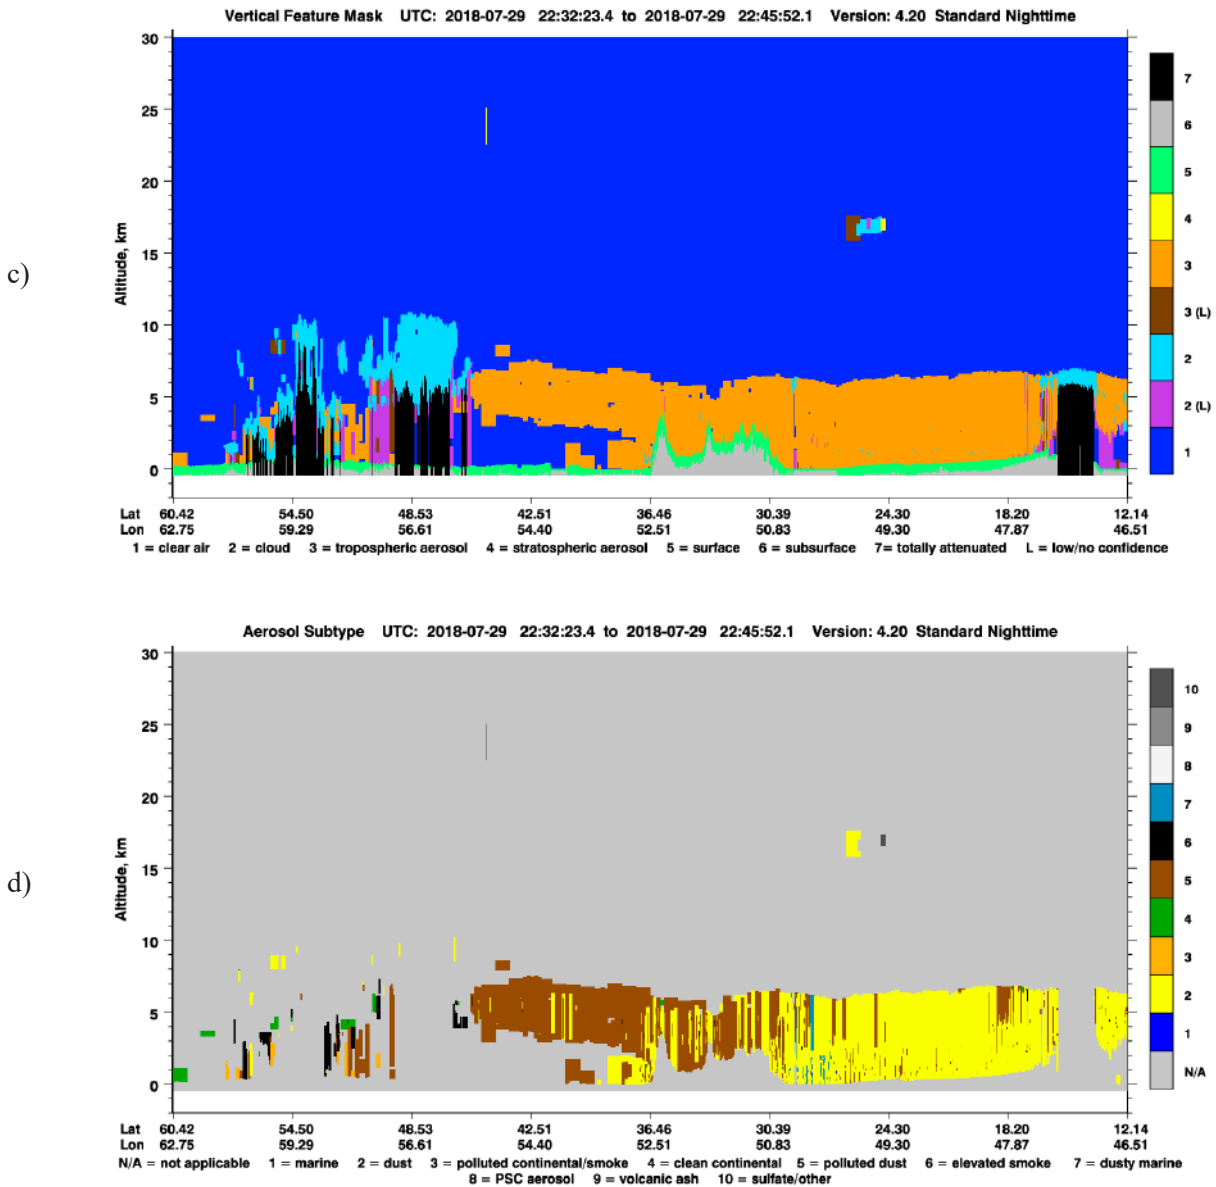 Vertical Feature Mask UTC: 2018-07-29 22:32:23.4 to 2018-07-29 22:45:52.1 Version: 4.20 Standard Nighttime
c)
Altitude, km
30
25
20
15
10
5
0
7
6
5
4
3
3 (L)
2
2 (L)
1
Lat 60.42 54.50 48.53 42.51 36.46 30.39 24.30 18.20 12.14
Lon 62.75 59.29 56.61 54.40 52.51 50.83 49.30 47.87 46.51
1 = clear air 2 = cloud 3 = tropospheric aerosol 4 = stratospheric aerosol 5 = surface 6 = subsurface 7= totally attenuated L = low/no confidence
Aerosol Subtype UTC: 2018-07-29 22:32:23.4 to 2018-07-29 22:45:52.1 Version: 4.20 Standard Nighttime
d)
Altitude, km
30
25
20
15
10
5
0
10
9
8
7
6
5
4
3
2
1
N/A
Lat 60.42 54.50 48.53 42.51 36.46 30.39 24.30 18.20 12.14
Lon 62.75 59.29 56.61 54.40 52.51 50.83 49.30 47.87 46.51
N/A = not applicable 1 = marine 2 = dust 3 = polluted continental/smoke 4 = clean continental 5 = polluted dust 6 = elevated smoke 7 = dusty marine
8 = PSC aerosol 9 = volcanic ash 10 = sulfate/other